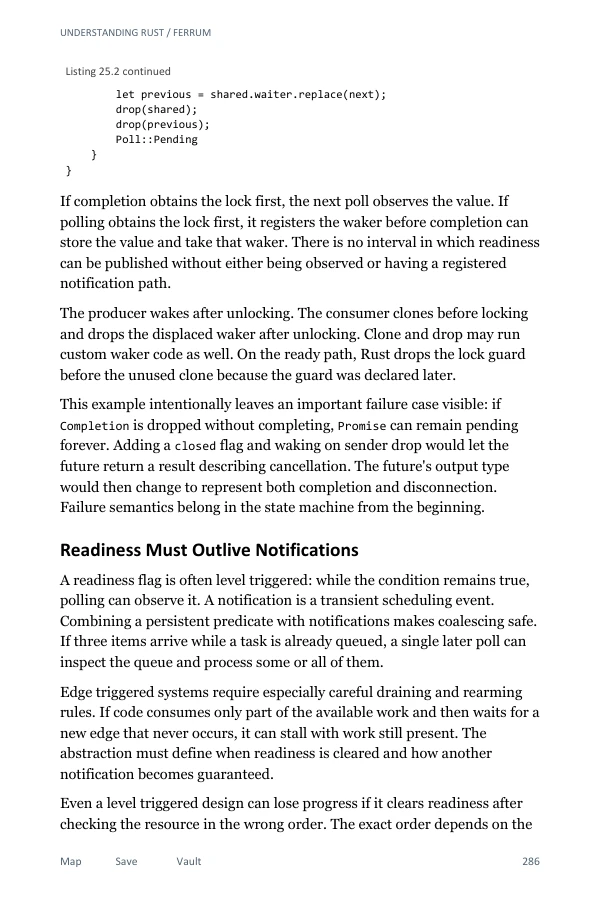 UNDERSTANDING RUST / FERRUM
Listing 25.2 continued
        let previous = shared.waiter.replace(next);
        drop(shared);
        drop(previous);
        Poll::Pending
    }
}
If completion obtains the lock first, the next poll observes the value. If
polling obtains the lock first, it registers the waker before completion can
store the value and take that waker. There is no interval in which readiness
can be published without either being observed or having a registered
notification path.
The producer wakes after unlocking. The consumer clones before locking
and drops the displaced waker after unlocking. Clone and drop may run
custom waker code as well. On the ready path, Rust drops the lock guard
before the unused clone because the guard was declared later.
This example intentionally leaves an important failure case visible: if
Completion is dropped without completing, Promise can remain pending
forever. Adding a closed flag and waking on sender drop would let the
future return a result describing cancellation. The future's output type
would then change to represent both completion and disconnection.
Failure semantics belong in the state machine from the beginning.
Readiness Must Outlive Notifications
A readiness flag is often level triggered: while the condition remains true,
polling can observe it. A notification is a transient scheduling event.
Combining a persistent predicate with notifications makes coalescing safe.
If three items arrive while a task is already queued, a single later poll can
inspect the queue and process some or all of them.
Edge triggered systems require especially careful draining and rearming
rules. If code consumes only part of the available work and then waits for a
new edge that never occurs, it can stall with work still present. The
abstraction must define when readiness is cleared and how another
notification becomes guaranteed.
Even a level triggered design can lose progress if it clears readiness after
checking the resource in the wrong order. The exact order depends on the
Map Save Vault 286